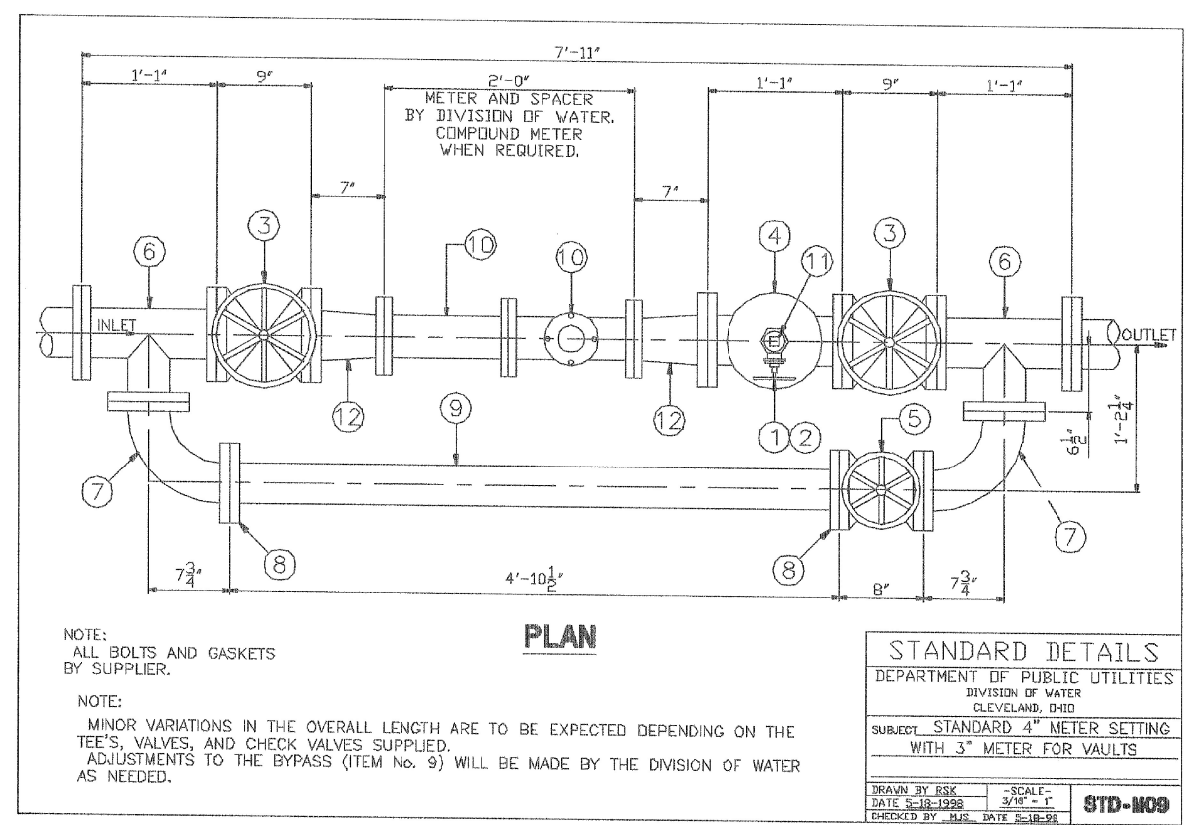 7'-11"
1'-1"
9"
2'-0"
1'-1"
9"
1'-1"
METER AND SPACER
BY DIVISION OF WATER.
COMPOUND METER
WHEN REQUIRED.
7"
7"
3
4
3
6
10
10
11
6
INLET
E
OUTLET
12
9
12
1
2
5
6 1/2"
1'-2 1/4"
7
8
8
7
7 3/4"
4'-10 1/2"
8"
7 3/4"
PLAN
NOTE:
ALL BOLTS AND GASKETS
BY SUPPLIER.
NOTE:
MINOR VARIATIONS IN THE OVERALL LENGTH ARE TO BE EXPECTED DEPENDING ON THE
TEE'S, VALVES, AND CHECK VALVES SUPPLIED.
ADJUSTMENTS TO THE BYPASS (ITEM No. 9) WILL BE MADE BY THE DIVISION OF WATER
AS NEEDED.
STANDARD DETAILS
DEPARTMENT OF PUBLIC UTILITIES
DIVISION OF WATER
CLEVELAND, OHIO
SUBJECT STANDARD 4" METER SETTING
WITH 3" METER FOR VAULTS
DRAWN BY RSK
DATE 5-18-1998
-SCALE-
3/16" = 1"
CHECKED BY MJS DATE 5-18-98
STD-M09